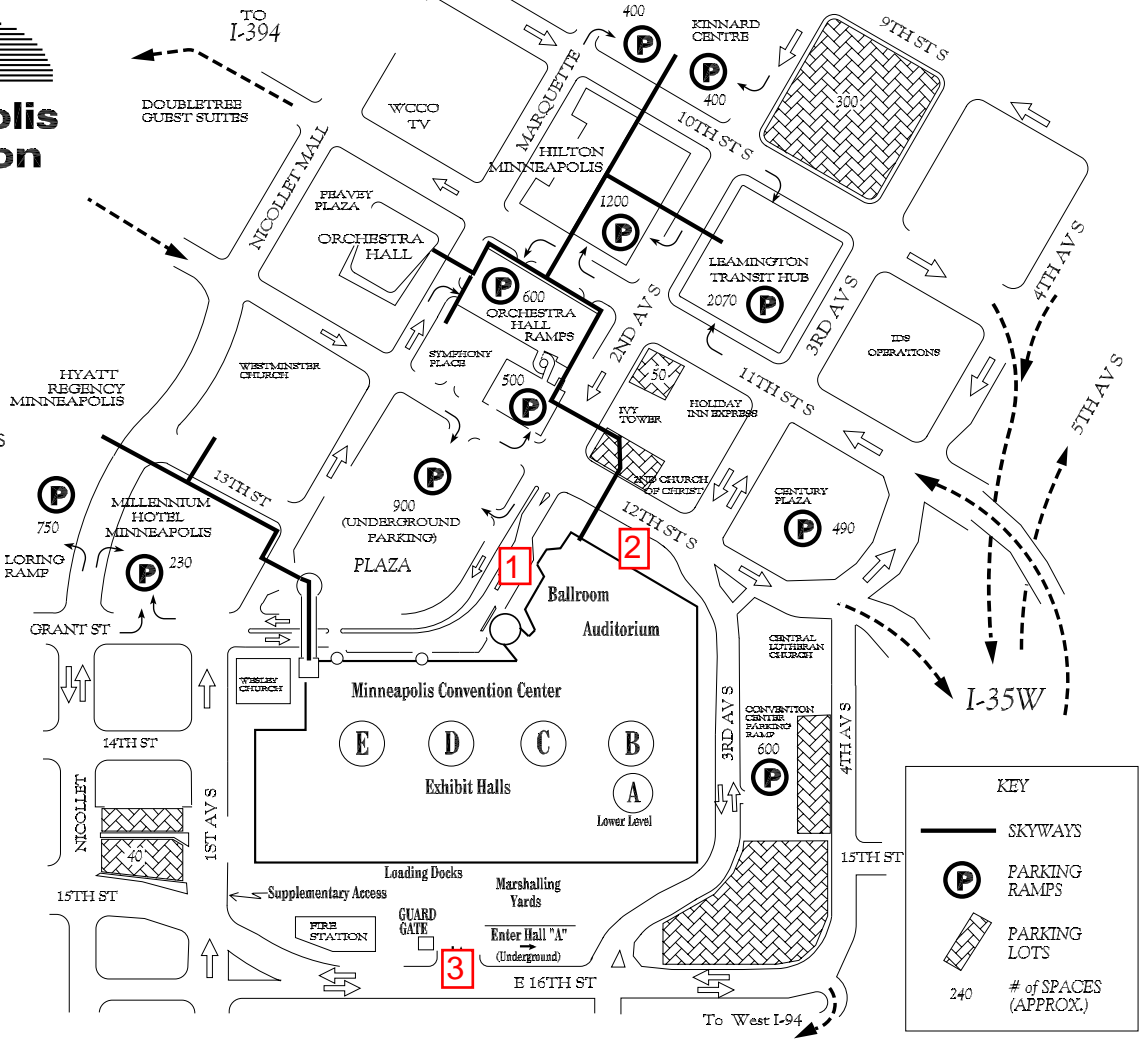 TO
I-394
400
KINNARD
CENTRE
9TH ST S
400
300
10TH ST S
olis
on
DOUBLETREE
GUEST SUITES
WCCO
TV
MARQUETTE
NICOLLET MALL
HILTON
MINNEAPOLIS
PEAVEY
PLAZA
ORCHESTRA
HALL
1200
LEAMINGTON
TRANSIT HUB
2070
600
ORCHESTRA
HALL
RAMPS
2ND AV S
3RD AV S
4TH AV S
5TH AV S
IDS
OPERATIONS
WESTMINSTER
CHURCH
SYMPHONY
PLACE
500
50
11TH ST S
HYATT
REGENCY
MINNEAPOLIS
S
IVY
TOWER
HOLIDAY
INN EXPRESS
13TH ST
2ND CHURCH
OF CHRIST
12TH ST S
CENTURY
PLAZA
490
750
LORING
RAMP
MILLENNIUM
HOTEL
MINNEAPOLIS
230
900
(UNDERGROUND
PARKING)
PLAZA
1
2
Ballroom
Auditorium
GRANT ST
CENTRAL
LUTHERAN
CHURCH
WESLEY
CHURCH
Minneapolis Convention Center
I-35W
E
D
C
B
A
Lower Level
Exhibit Halls
CONVENTION
CENTER
PARKING
RAMP
600
3RD AV S
4TH AV S
14TH ST
NICOLLET
1ST AV S
40
15TH ST
15TH ST
Loading Docks
Supplementary Access
Marshalling
Yards
FIRE
STATION
GUARD
GATE
Enter Hall "A"
(Underground)
3
E 16TH ST
To West I-94
KEY
SKYWAYS
P
PARKING
RAMPS
PARKING
LOTS
240
# of SPACES
(APPROX.)